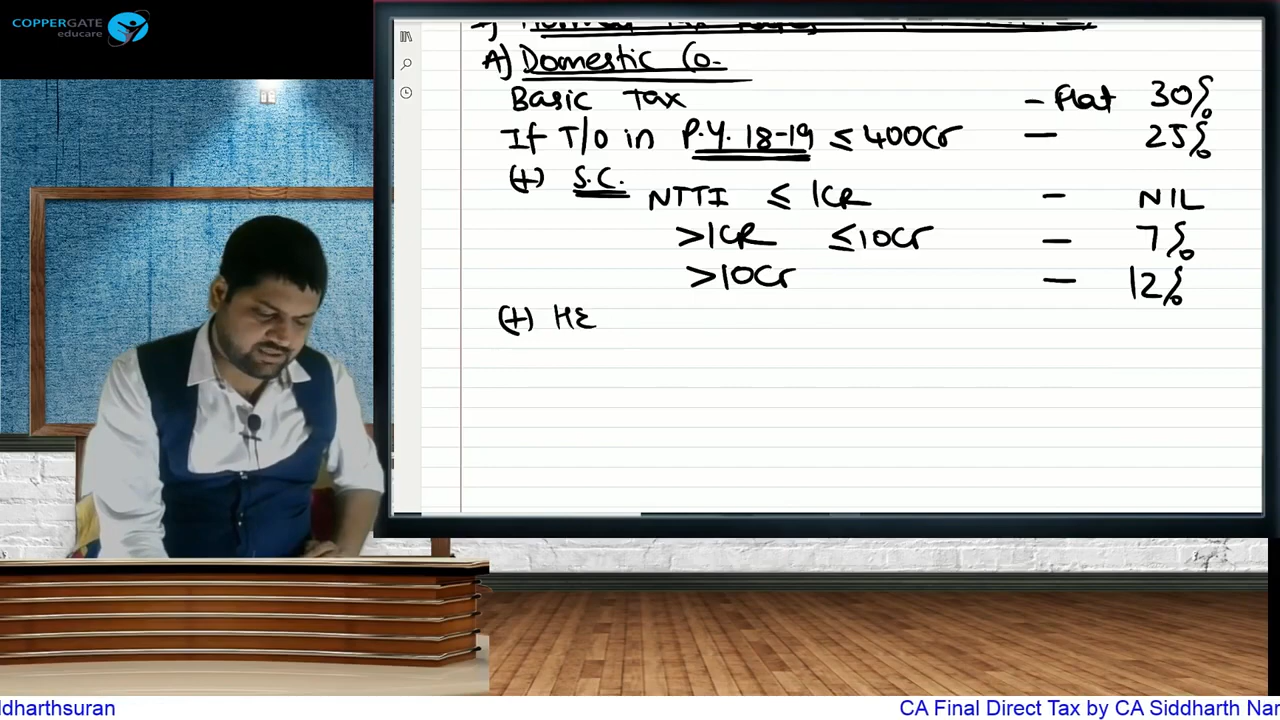 COPPERGATE
educare
A) Domestic Co.
Basic Tax - Flat 30%
If T/O in P.Y. 18-19 ≤ 400Cr - 25%
(+) S.C.
NTTI ≤ 1CR - NIL
>1CR ≤10Cr - 7%
>10Cr - 12%
(+) HE
ddharthsuran
CA Final Direct Tax by CA Siddharth Nar